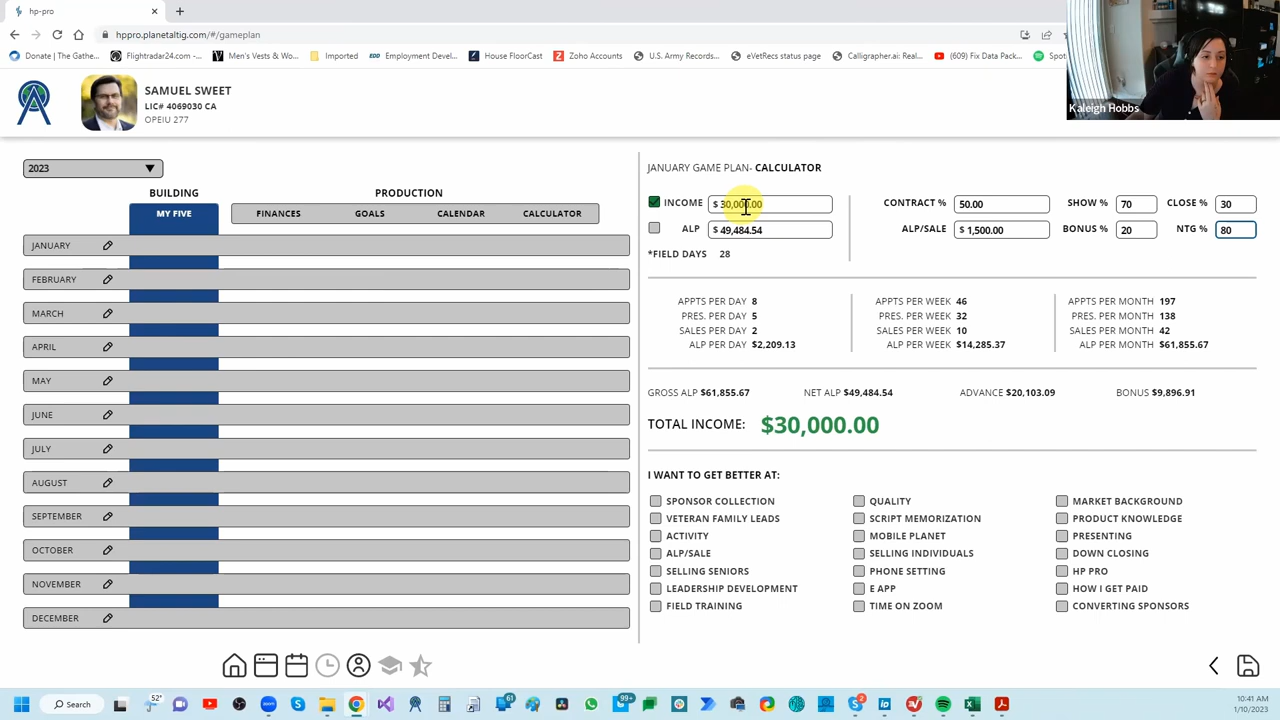 hp-pro
hppro.planetaltig.com/#/gameplan
Donate | The Gathe...
Flightradar24.com -...
Men's Vests & Wo...
Imported
EDD Employment Devel...
House FloorCast
Zoho Accounts
U.S. Army Records...
eVetRecs status page
Calligrapher.ai: Real...
(609) Fix Data Pack...
Spot
Kaleigh Hobbs
SAMUEL SWEET
LIC# 4069030 CA
OPEIU 277
2023
BUILDING
PRODUCTION
MY FIVE
FINANCES
GOALS
CALENDAR
CALCULATOR
JANUARY
FEBRUARY
MARCH
APRIL
MAY
JUNE
JULY
AUGUST
SEPTEMBER
OCTOBER
NOVEMBER
DECEMBER
JANUARY GAME PLAN- CALCULATOR
INCOME $ 30,000.00
ALP $ 49,484.54
*FIELD DAYS 28
CONTRACT % 50.00 SHOW % 70 CLOSE % 30
ALP/SALE $ 1,500.00 BONUS % 20 NTG % 80
APPTS PER DAY 8
PRES. PER DAY 5
SALES PER DAY 2
ALP PER DAY $2,209.13
APPTS PER WEEK 46
PRES. PER WEEK 32
SALES PER WEEK 10
ALP PER WEEK $14,285.37
APPTS PER MONTH 197
PRES. PER MONTH 138
SALES PER MONTH 42
ALP PER MONTH $61,855.67
GROSS ALP $61,855.67 NET ALP $49,484.54 ADVANCE $20,103.09 BONUS $9,896.91
TOTAL INCOME: $30,000.00
I WANT TO GET BETTER AT:
SPONSOR COLLECTION
VETERAN FAMILY LEADS
ACTIVITY
ALP/SALE
SELLING SENIORS
LEADERSHIP DEVELOPMENT
FIELD TRAINING
QUALITY
SCRIPT MEMORIZATION
MOBILE PLANET
SELLING INDIVIDUALS
PHONE SETTING
E APP
TIME ON ZOOM
MARKET BACKGROUND
PRODUCT KNOWLEDGE
PRESENTING
DOWN CLOSING
HP PRO
HOW I GET PAID
CONVERTING SPONSORS
Search
52°
61
99+
2
10:41 AM
1/10/2023